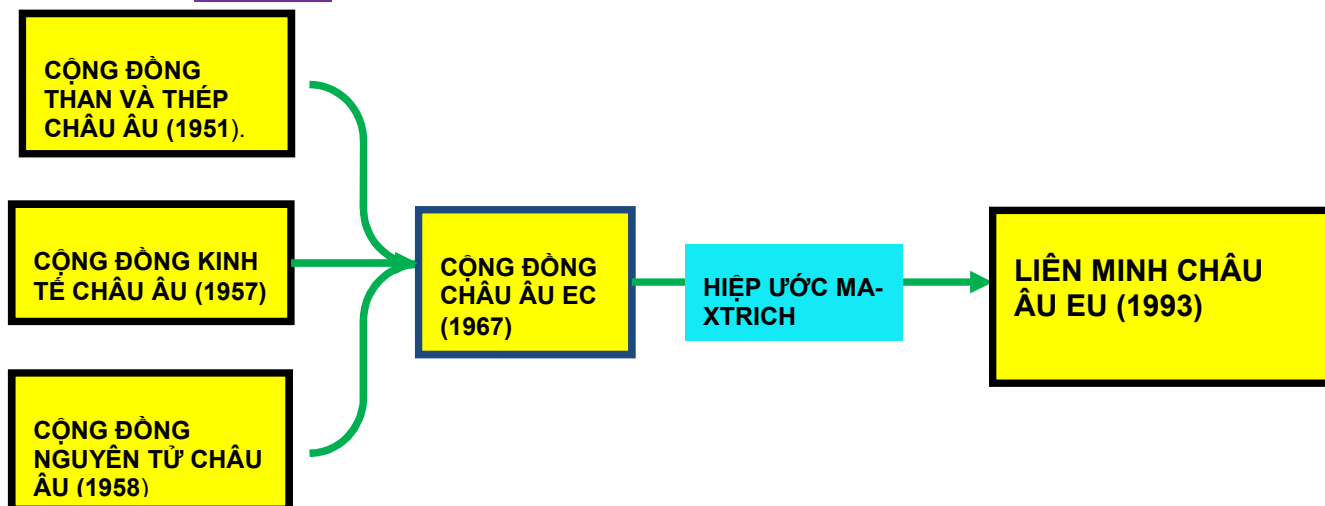 CỘNG ĐỒNG
THAN VÀ THÉP
CHÂU ÂU (1951).
CỘNG ĐỒNG KINH
TẾ CHÂU ÂU (1957)
CỘNG ĐỒNG
NGUYÊN TỬ CHÂU
ÂU (1958)
CỘNG ĐỒNG
CHÂU ÂU EC
(1967)
HIỆP ƯỚC MA-
XTRICH
LIÊN MINH CHÂU
ÂU EU (1993)